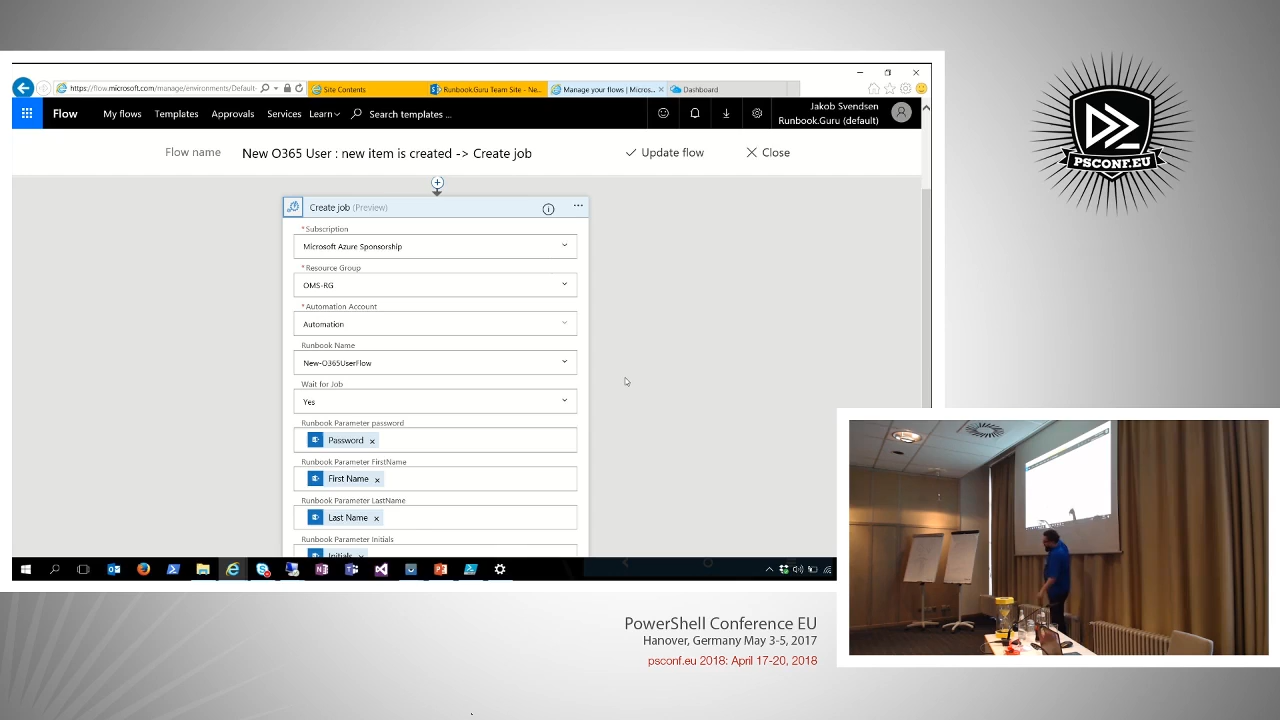 https://flow.microsoft.com/manage/environments/Default-
Site Contents
Runbook.Guru Team Site - Ne...
Manage your flows | Micros...
Dashboard
Flow
My flows
Templates
Approvals
Services
Learn
Search templates ...
Jakob Svendsen
Runbook.Guru (default)
Flow name
New O365 User : new item is created -> Create job
Update flow
Close
Create job (Preview)
...
* Subscription
Microsoft Azure Sponsorship
* Resource Group
OMS-RG
* Automation Account
Automation
Runbook Name
New-O365UserFlow
Wait for Job
Yes
Runbook Parameter password
Password x
Runbook Parameter FirstName
First Name x
Runbook Parameter LastName
Last Name x
Runbook Parameter Initials
Initials x
PSCONF.EU
PowerShell Conference EU
Hanover, Germany May 3-5, 2017
psconf.eu 2018: April 17-20, 2018